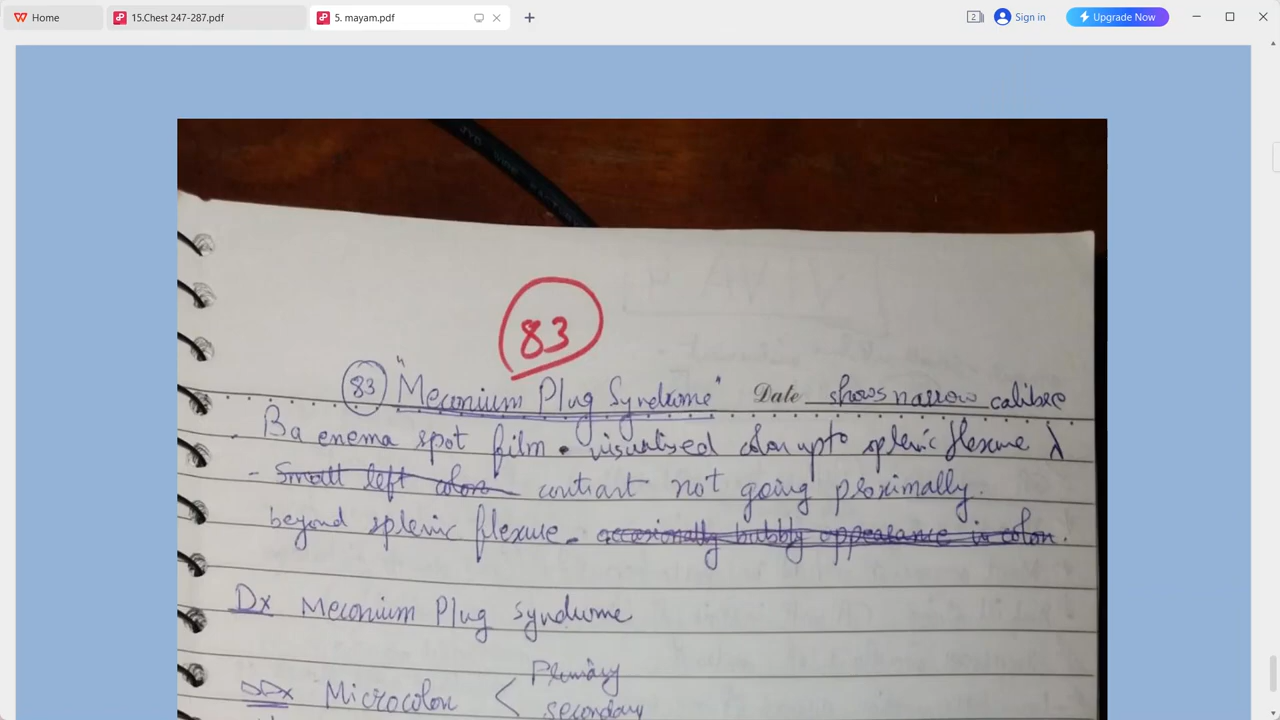 Home
15.Chest 247-287.pdf
5. mayam.pdf
Sign in
Upgrade Now
83
83 "Meconium Plug Syndrome" Date shows narrow calibre
Ba enema spot film. visualised colon upto splenic flexure &
- Small left colon contrast not going proximally.
beyond splenic flexure. occasionally bubbly appearance in colon.
Dx Meconium Plug syndrome
DDx Microcolon < Primary
secondary